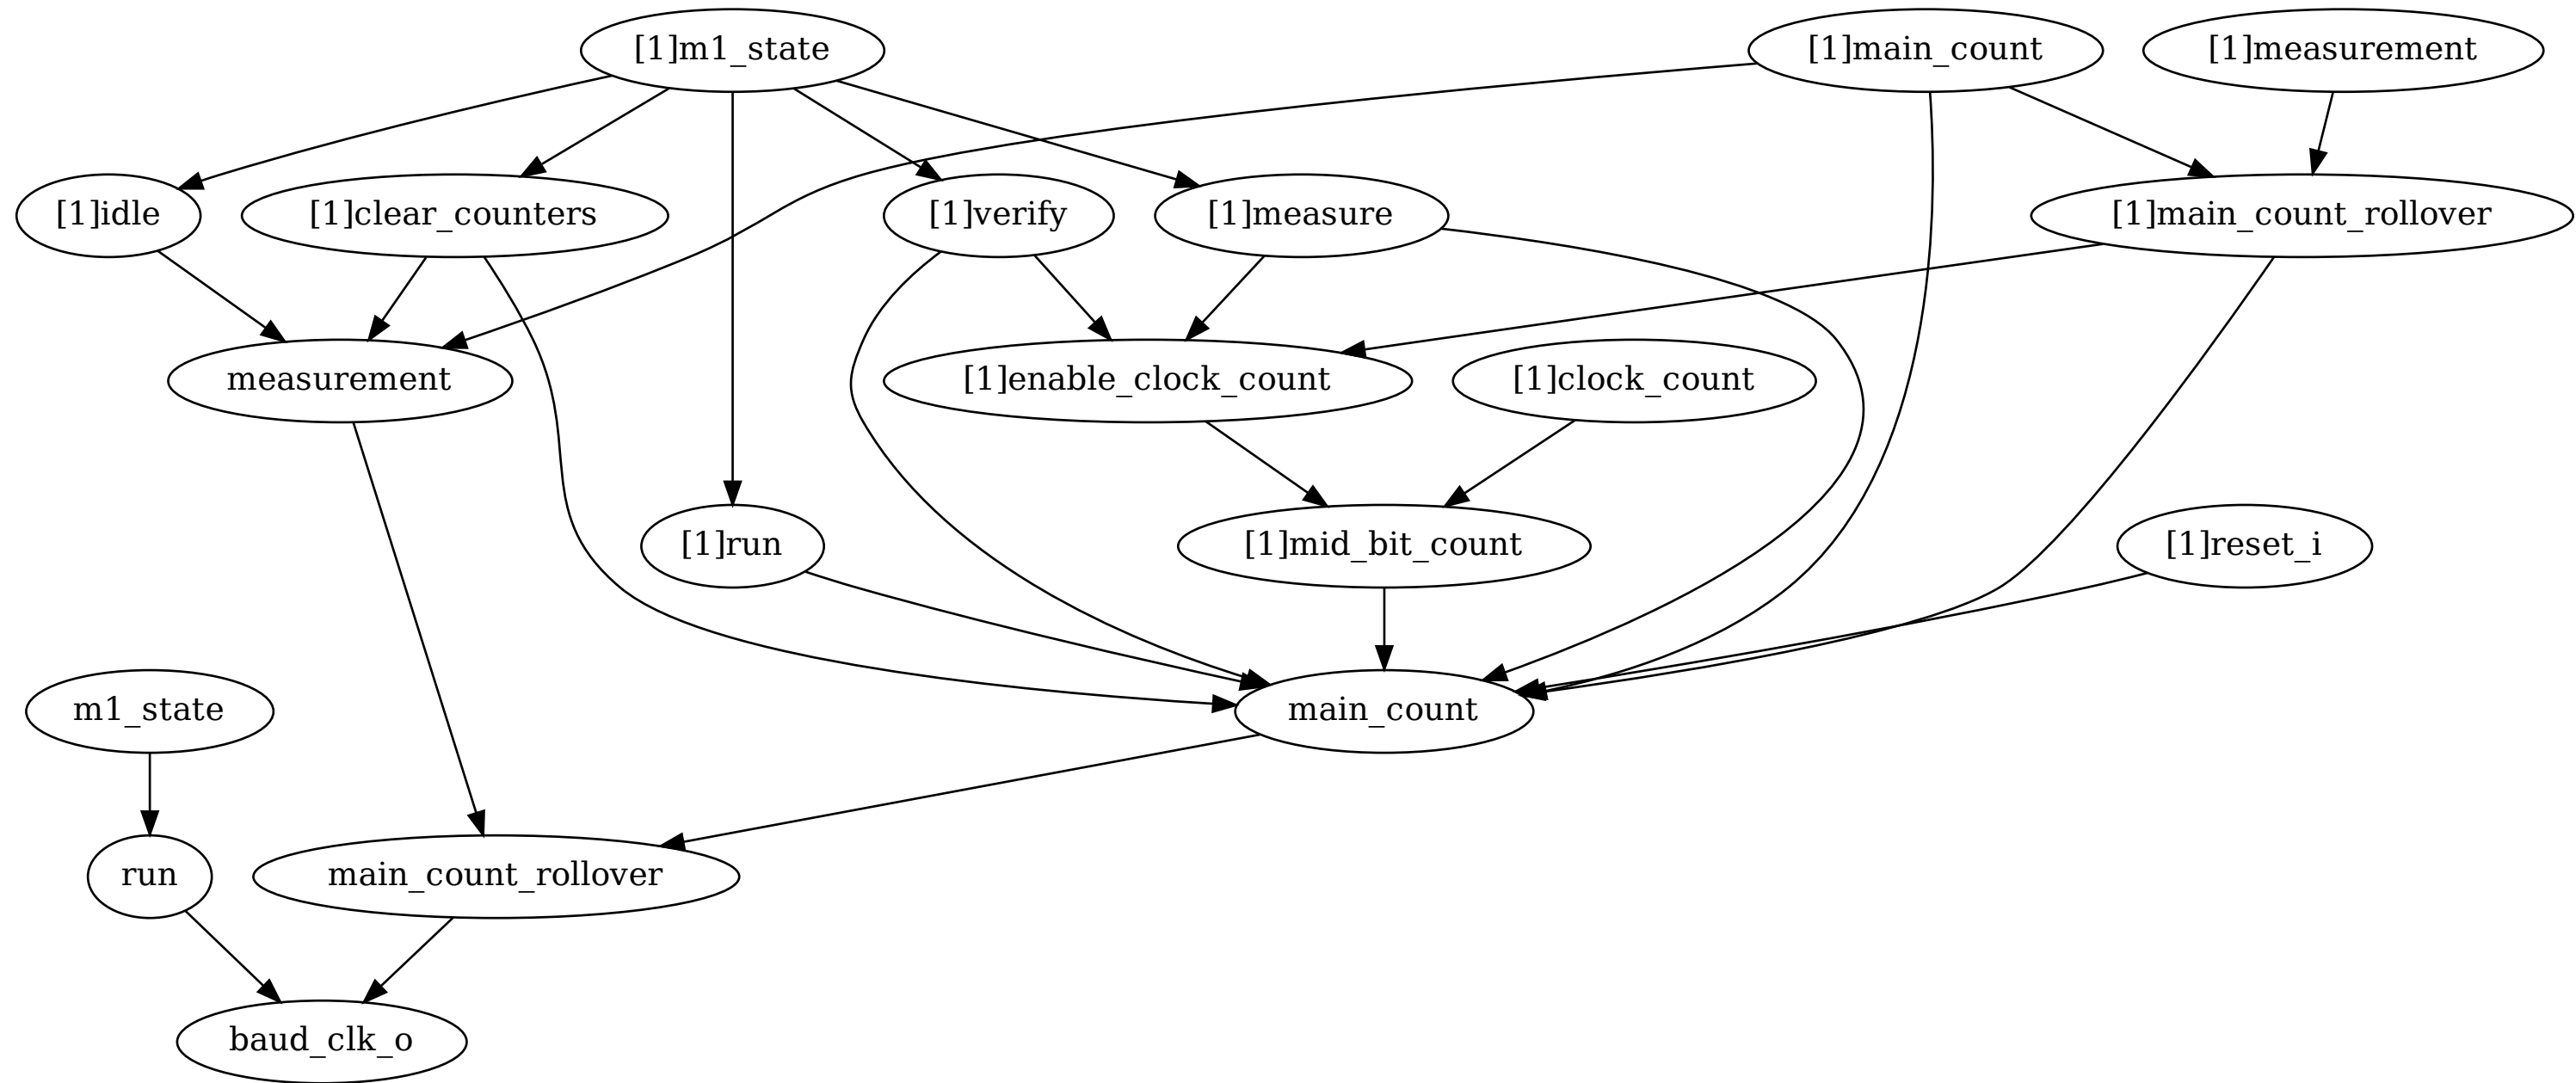 [1]m1_state
[1]main_count
[1]measurement
[1]idle
[1]clear_counters
[1]verify
[1]measure
[1]main_count_rollover
measurement
[1]enable_clock_count
[1]clock_count
[1]run
[1]mid_bit_count
[1]reset_i
m1_state
main_count
run
main_count_rollover
baud_clk_o